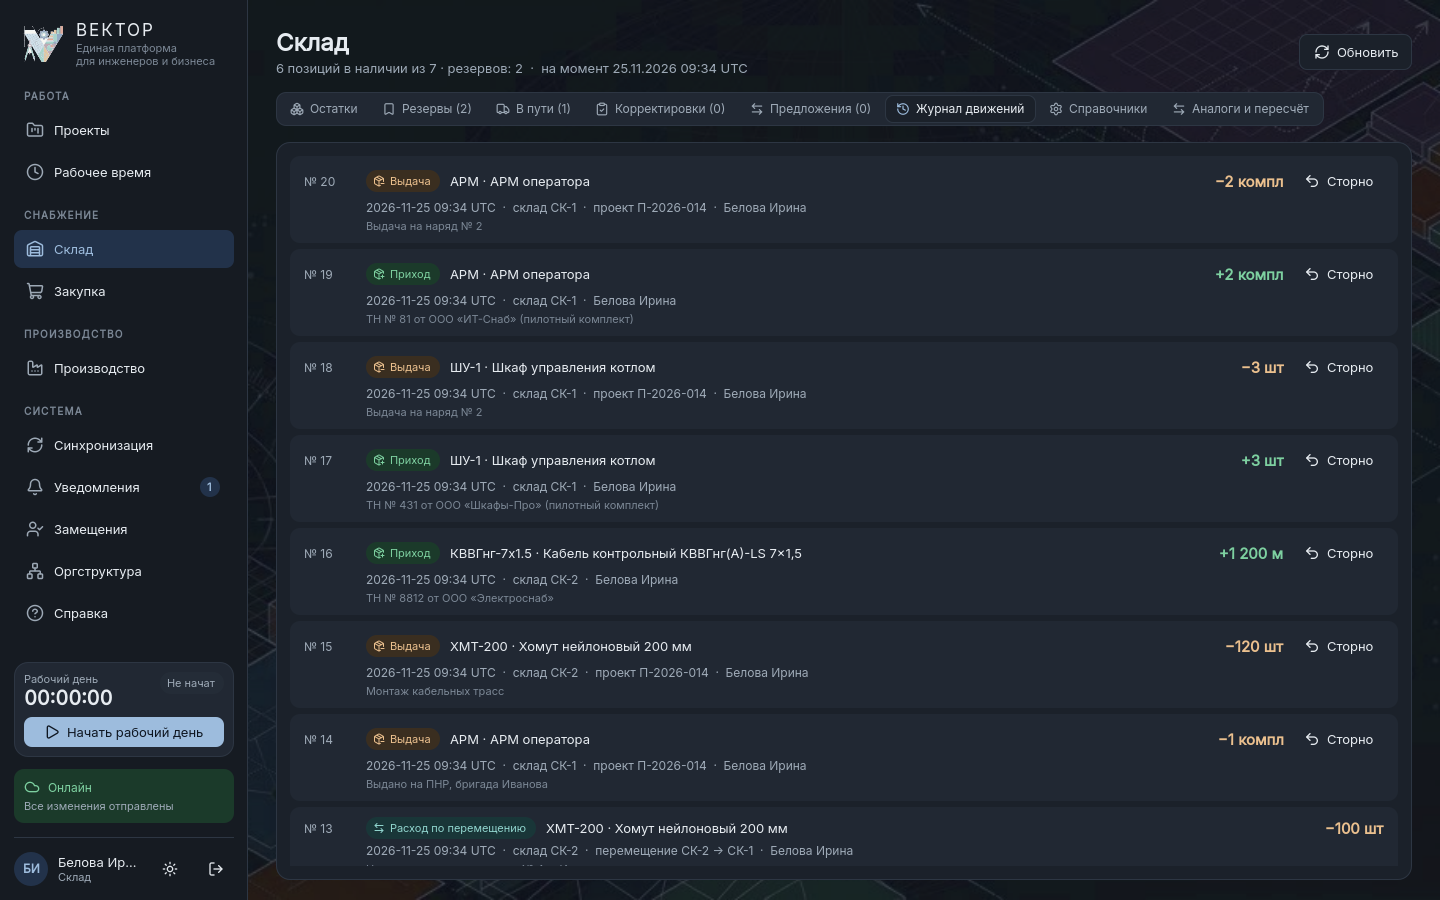 ВЕКТОР
Единая платформа
для инженеров и бизнеса
РАБОТА
Проекты
Рабочее время
СНАБЖЕНИЕ
Склад
Закупка
ПРОИЗВОДСТВО
Производство
СИСТЕМА
Синхронизация
Уведомления 1
Замещения
Оргструктура
Справка
Рабочий день Не начат
00:00:00
Начать рабочий день
Онлайн
Все изменения отправлены
БИ Белова Ир...
Склад
Склад
6 позиций в наличии из 7 · резервов: 2 · на момент 25.11.2026 09:34 UTC
Обновить
Остатки Резервы (2) В пути (1) Корректировки (0) Предложения (0) Журнал движений Справочники Аналоги и пересчёт
№ 20 Выдача АРМ · АРМ оператора −2 компл Сторно
2026-11-25 09:34 UTC · склад СК-1 · проект П-2026-014 · Белова Ирина
Выдача на наряд № 2
№ 19 Приход АРМ · АРМ оператора +2 компл Сторно
2026-11-25 09:34 UTC · склад СК-1 · Белова Ирина
ТН № 81 от ООО «ИТ-Снаб» (пилотный комплект)
№ 18 Выдача ШУ-1 · Шкаф управления котлом −3 шт Сторно
2026-11-25 09:34 UTC · склад СК-1 · проект П-2026-014 · Белова Ирина
Выдача на наряд № 2
№ 17 Приход ШУ-1 · Шкаф управления котлом +3 шт Сторно
2026-11-25 09:34 UTC · склад СК-1 · Белова Ирина
ТН № 431 от ООО «Шкафы-Про» (пилотный комплект)
№ 16 Приход КВВГнг-7х1.5 · Кабель контрольный КВВГнг(А)-LS 7×1,5 +1 200 м Сторно
2026-11-25 09:34 UTC · склад СК-2 · Белова Ирина
ТН № 8812 от ООО «Электроснаб»
№ 15 Выдача ХМТ-200 · Хомут нейлоновый 200 мм −120 шт Сторно
2026-11-25 09:34 UTC · склад СК-2 · проект П-2026-014 · Белова Ирина
Монтаж кабельных трасс
№ 14 Выдача АРМ · АРМ оператора −1 компл Сторно
2026-11-25 09:34 UTC · склад СК-1 · проект П-2026-014 · Белова Ирина
Выдано на ПНР, бригада Иванова
№ 13 Расход по перемещению ХМТ-200 · Хомут нейлоновый 200 мм −100 шт
2026-11-25 09:34 UTC · склад СК-2 · перемещение СК-2 → СК-1 · Белова Ирина